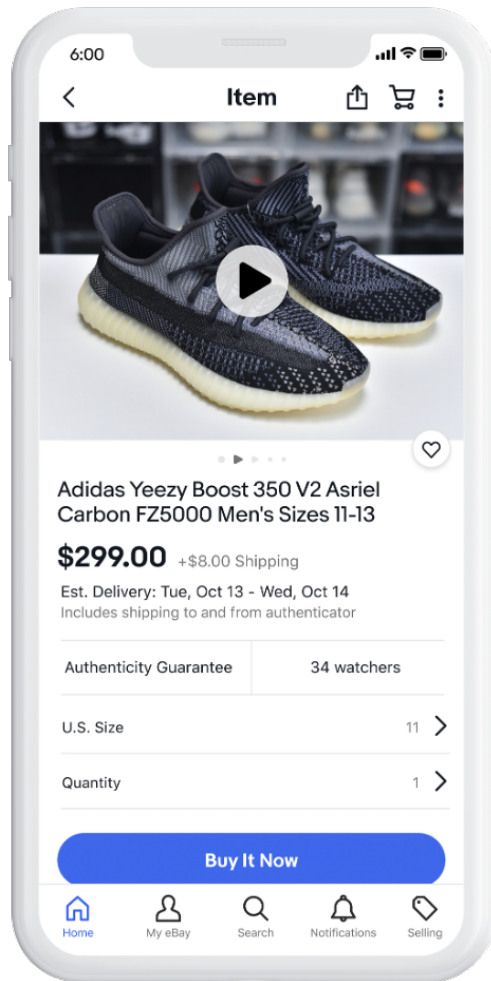 6:00
Item
Adidas Yeezy Boost 350 V2 Asriel
Carbon FZ5000 Men's Sizes 11-13
$299.00 +$8.00 Shipping
Est. Delivery: Tue, Oct 13 - Wed, Oct 14
Includes shipping to and from authenticator
Authenticity Guarantee 34 watchers
U.S. Size 11
Quantity 1
Buy It Now
Home My eBay Search Notifications Selling